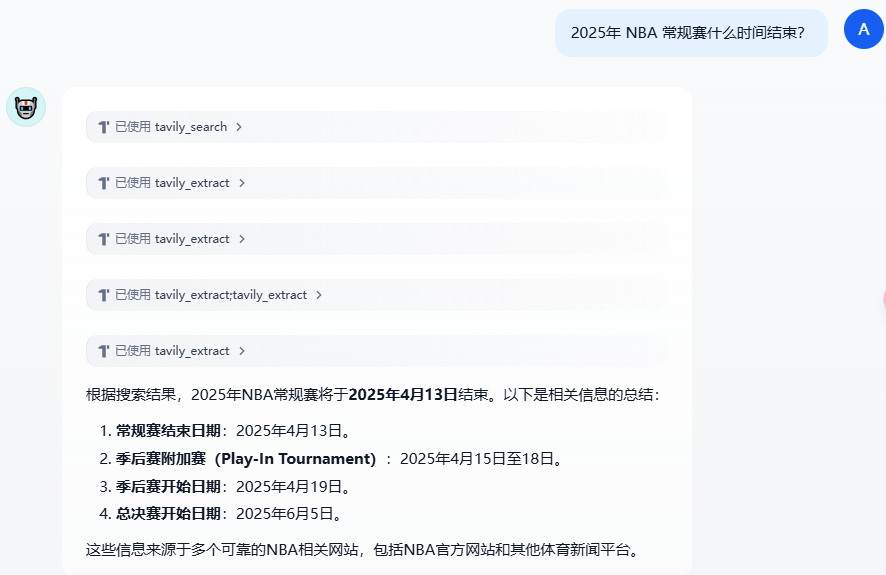 2025年 NBA 常规赛什么时间结束?
A
已使用 tavily_search
已使用 tavily_extract
已使用 tavily_extract
已使用 tavily_extract;tavily_extract
已使用 tavily_extract
根据搜索结果，2025年NBA常规赛将于2025年4月13日结束。以下是相关信息的总结：
1. 常规赛结束日期：2025年4月13日。
2. 季后赛附加赛（Play-In Tournament）：2025年4月15日至18日。
3. 季后赛开始日期：2025年4月19日。
4. 总决赛开始日期：2025年6月5日。
这些信息来源于多个可靠的NBA相关网站，包括NBA官方网站和其他体育新闻平台。